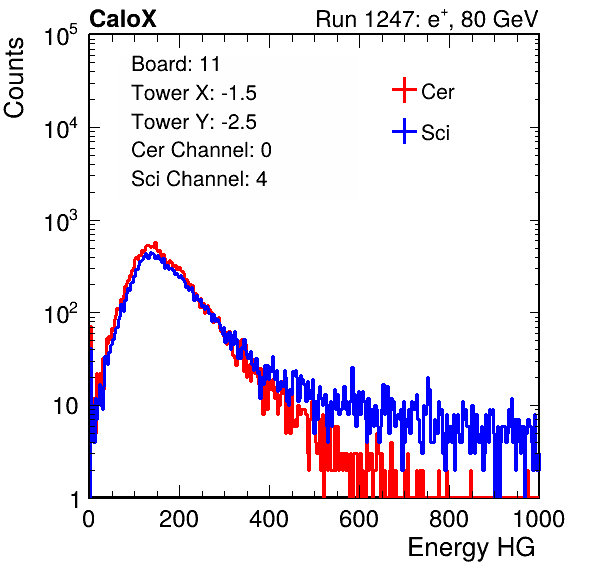 CaloX Run 1247: e⁺, 80 GeV
Board: 11
Tower X: -1.5
Tower Y: -2.5
Cer Channel: 0
Sci Channel: 4
Cer
Sci
Counts
10⁵
10⁴
10³
10²
10
1
0 200 400 600 800 1000
Energy HG